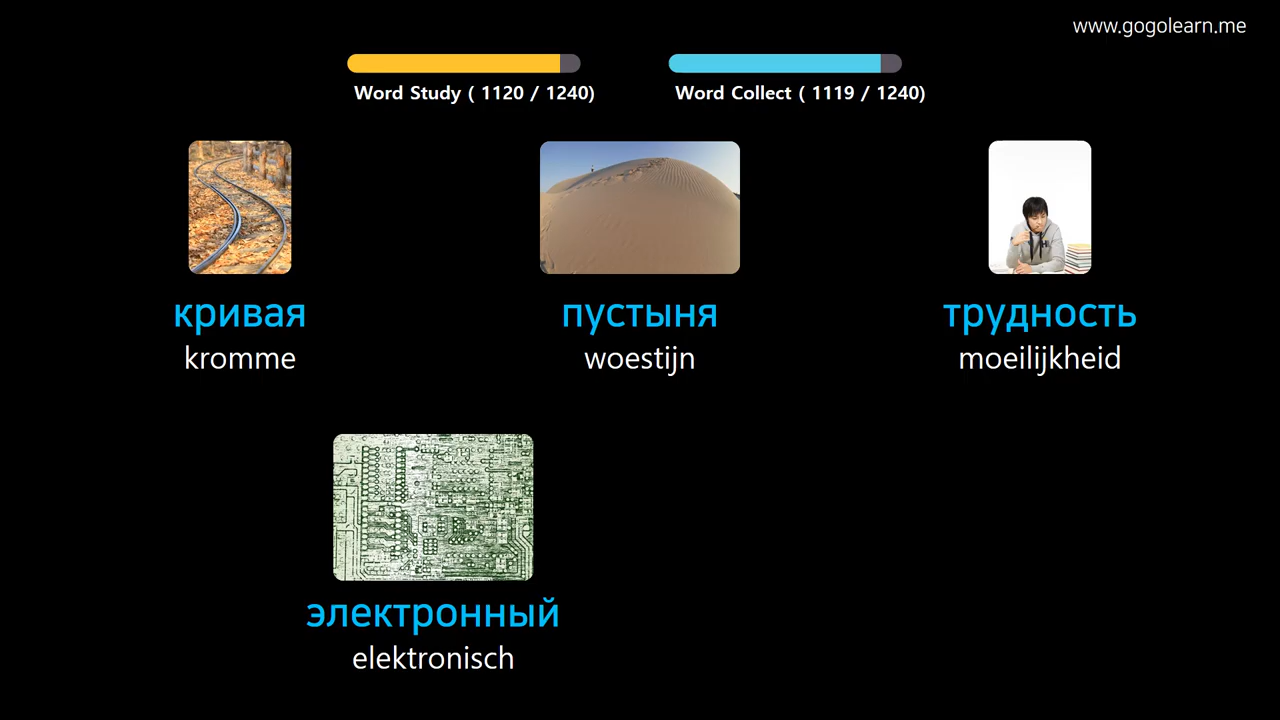 www.gogolearn.me
Word Study ( 1120 / 1240)
Word Collect ( 1119 / 1240)
кривая
kromme
пустыня
woestijn
трудность
moeilijkheid
электронный
elektronisch